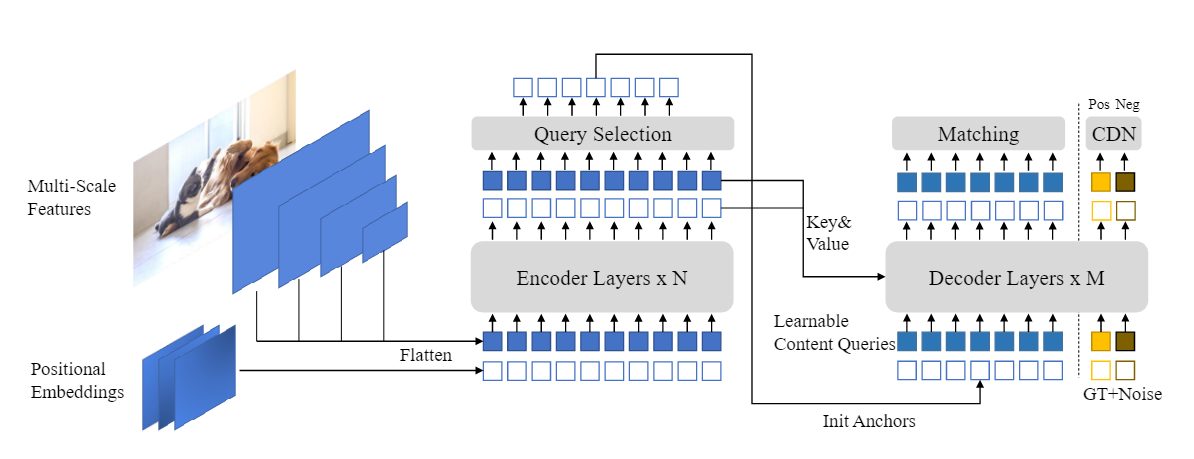 Multi-Scale
Features
Positional
Embeddings
Flatten
Query Selection
Encoder Layers x N
Key&
Value
Learnable
Content Queries
Init Anchors
Matching
Decoder Layers x M
Pos Neg
CDN
GT+Noise